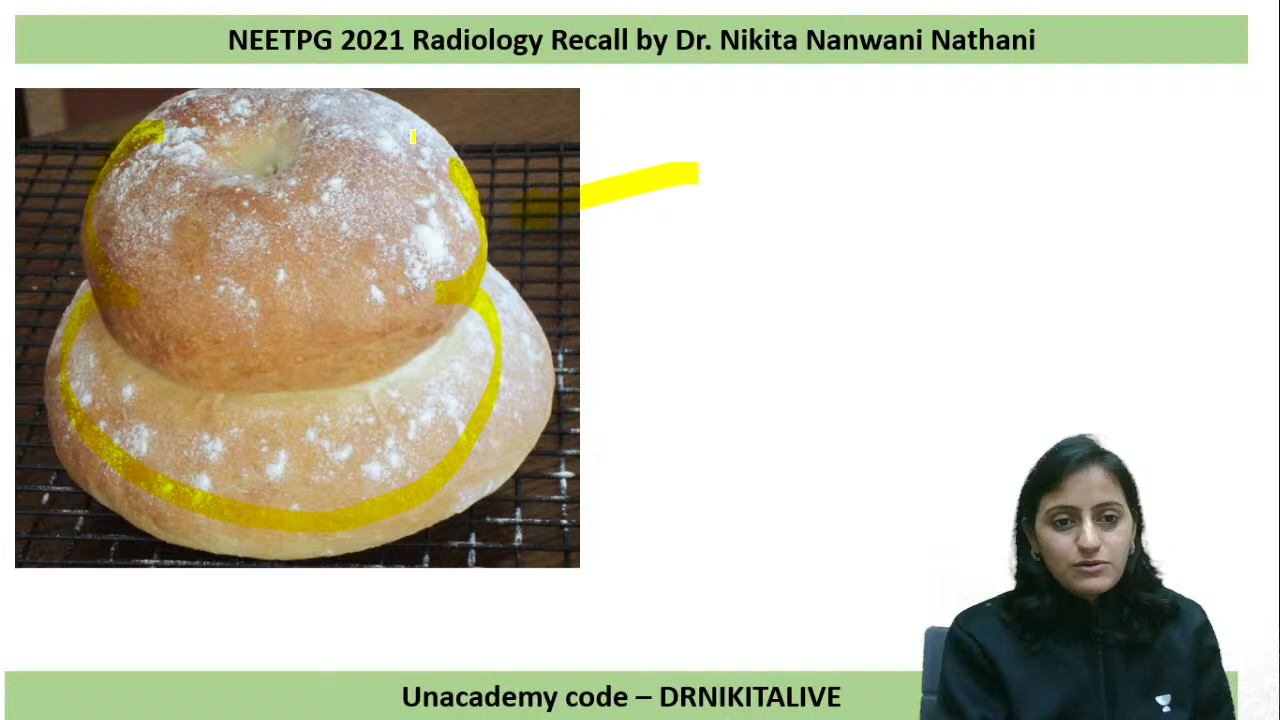 NEETPG 2021 Radiology Recall by Dr. Nikita Nanwani Nathani
Unacademy code – DRNIKITALIVE